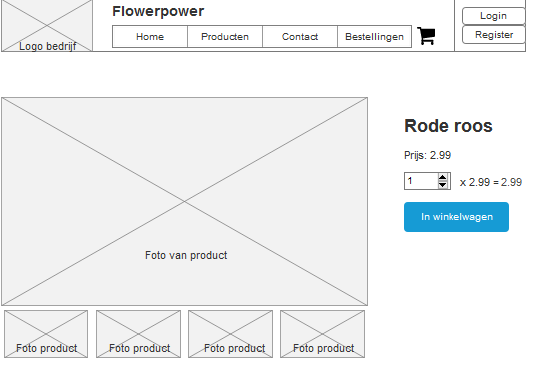 Flowerpower
Logo bedrijf
Home
Producten
Contact
Bestellingen
Login
Register
Rode roos
Prijs: 2.99
1
x 2.99 = 2.99
In winkelwagen
Foto van product
Foto product
Foto product
Foto product
Foto product